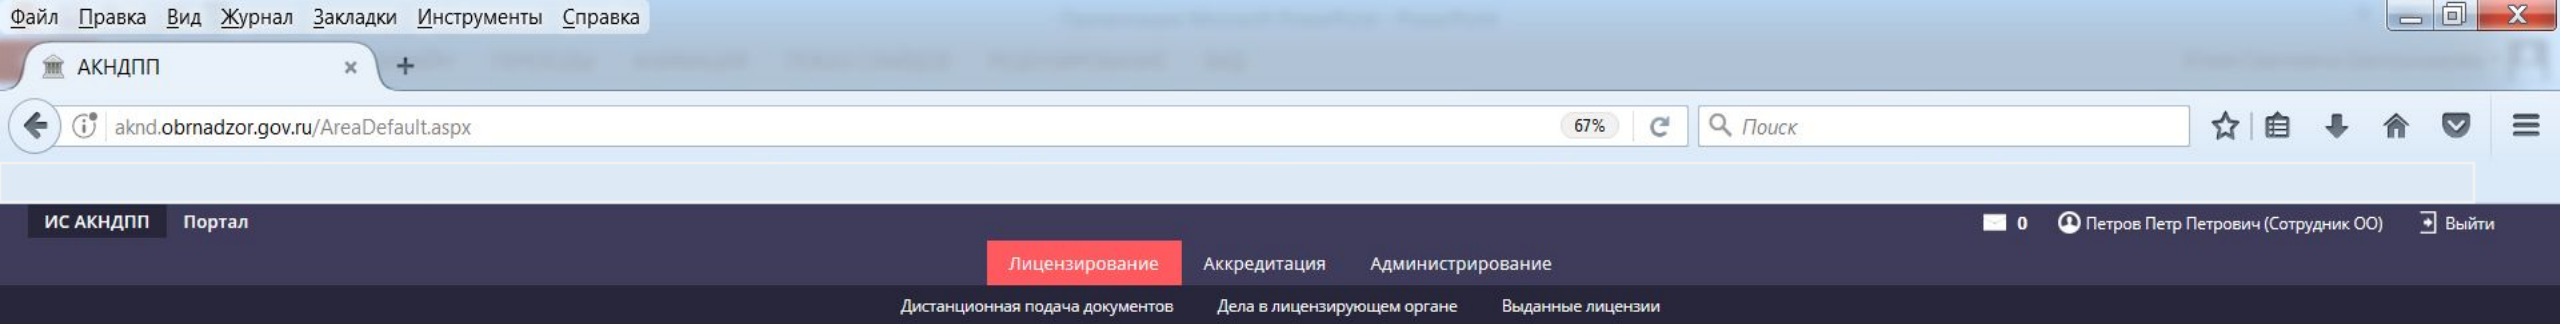 Файл Правка Вид Журнал Закладки Инструменты Справка
АКНДПП
aknd.obrnadzor.gov.ru/AreaDefault.aspx 67% Поиск
ИС АКНДПП Портал 0 Петров Петр Петрович (Сотрудник ОО) Выйти
Лицензирование Аккредитация Администрирование
Дистанционная подача документов Дела в лицензирующем органе Выданные лицензии